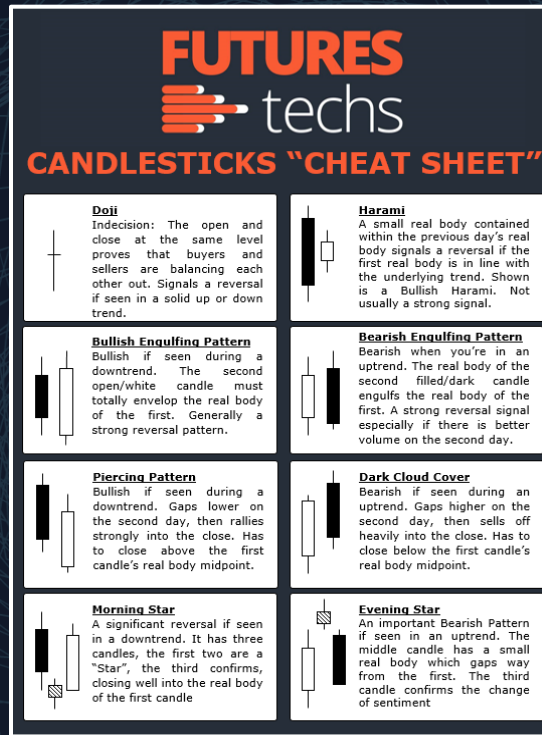 FUTURES
techs
CANDLESTICKS “CHEAT SHEET”
Doji
Indecision: The open and
close at the same level
proves that buyers and
sellers are balancing each
other out. Signals a reversal
if seen in a solid up or down
trend.
Harami
A small real body contained
within the previous day’s real
body signals a reversal if the
first real body is in line with
the underlying trend. Shown
is a Bullish Harami. Not
usually a strong signal.
Bullish Engulfing Pattern
Bullish if seen during a
downtrend. The second
open/white candle must
totally envelop the real body
of the first. Generally a
strong reversal pattern.
Bearish Engulfing Pattern
Bearish when you’re in an
uptrend. The real body of the
second filled/dark candle
engulfs the real body of the
first. A strong reversal signal
especially if there is better
volume on the second day.
Piercing Pattern
Bullish if seen during a
downtrend. Gaps lower on
the second day, then rallies
strongly into the close. Has
to close above the first
candle’s real body midpoint.
Dark Cloud Cover
Bearish if seen during an
uptrend. Gaps higher on the
second day, then sells off
heavily into the close. Has to
close below the first candle’s
real body midpoint.
Morning Star
A significant reversal if seen
in a downtrend. It has three
candles, the first two are a
“Star”, the third confirms,
closing well into the real body
of the first candle
Evening Star
An important Bearish Pattern
if seen in an uptrend. The
middle candle has a small
real body which gaps way
from the first. The third
candle confirms the change
of sentiment